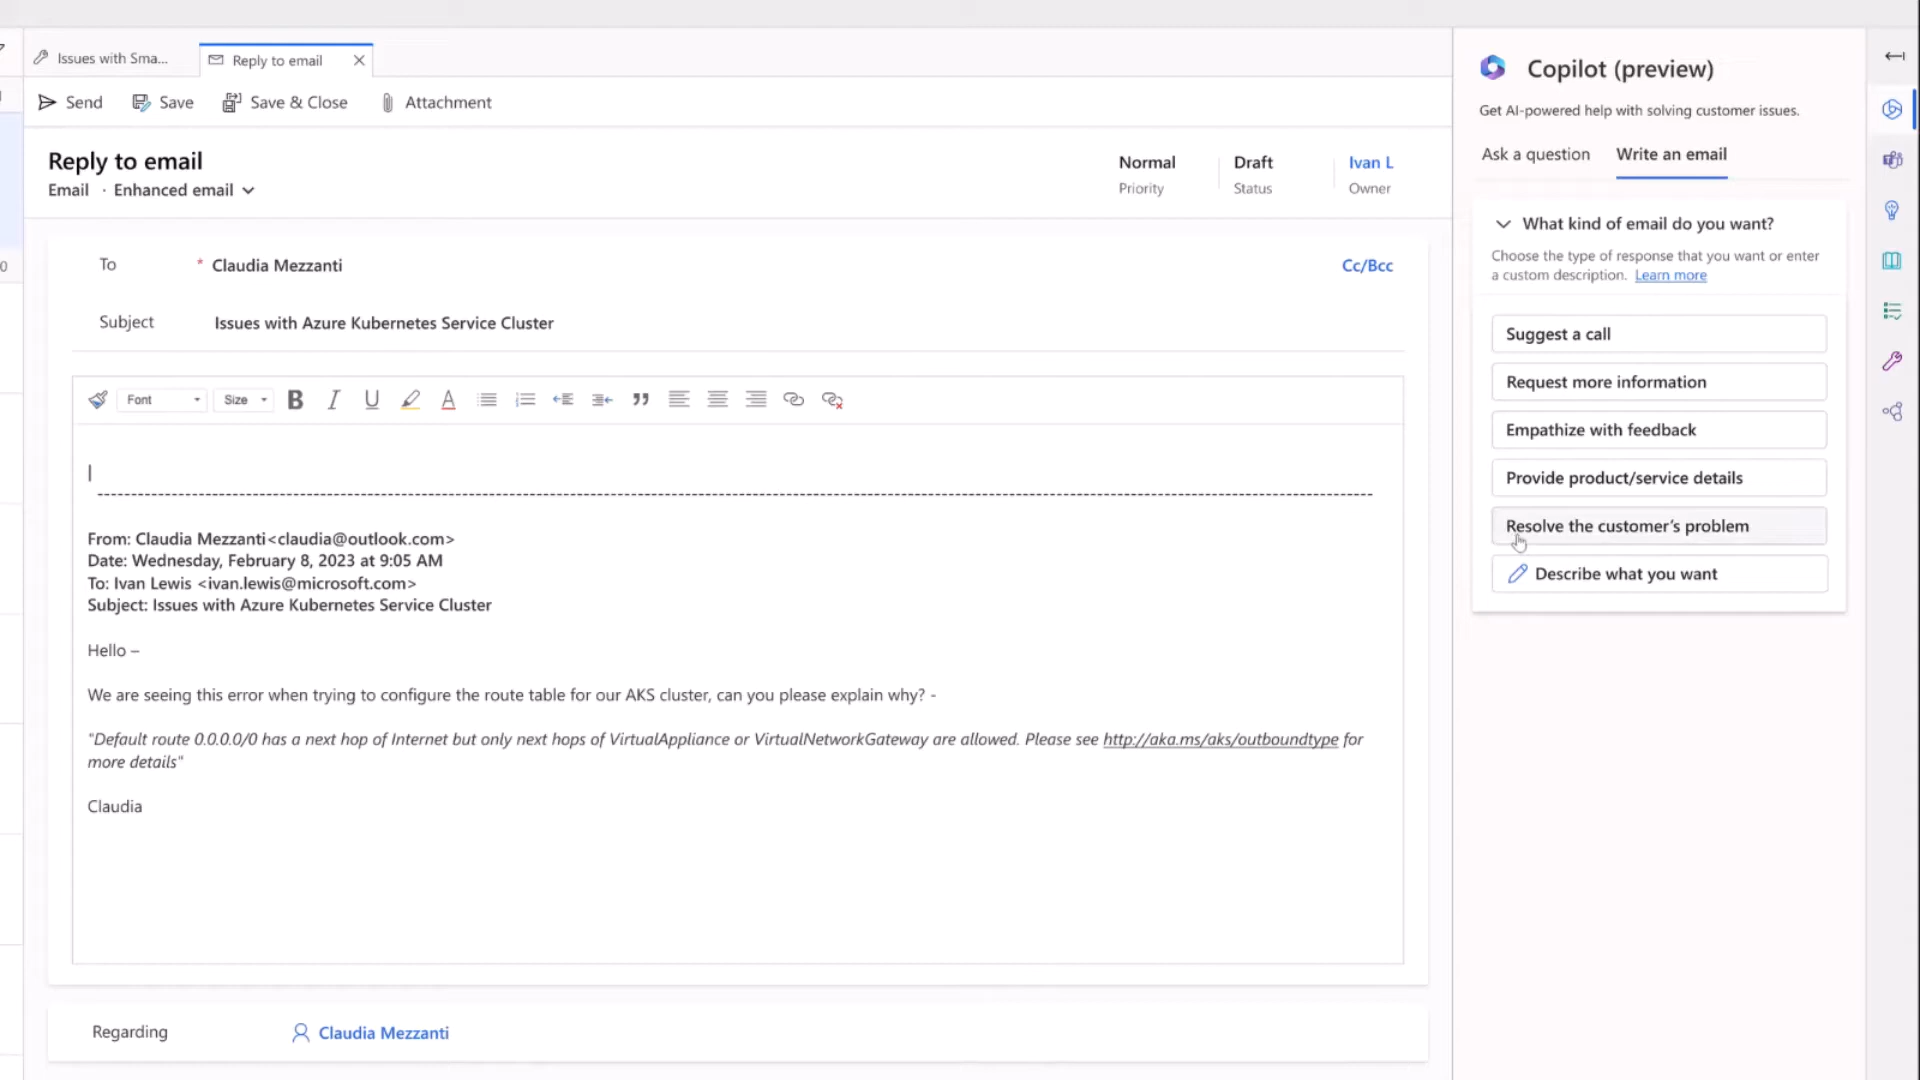 Issues with Sma...
Reply to email
Send
Save
Save & Close
Attachment
Reply to email
Email · Enhanced email
Normal
Priority
Draft
Status
Ivan L
Owner
To
* Claudia Mezzanti
Cc/Bcc
Subject
Issues with Azure Kubernetes Service Cluster
Font
Size
From: Claudia Mezzanti<claudia@outlook.com>
Date: Wednesday, February 8, 2023 at 9:05 AM
To: Ivan Lewis <ivan.lewis@microsoft.com>
Subject: Issues with Azure Kubernetes Service Cluster
Hello –
We are seeing this error when trying to configure the route table for our AKS cluster, can you please explain why? -
"Default route 0.0.0.0/0 has a next hop of Internet but only next hops of VirtualAppliance or VirtualNetworkGateway are allowed. Please see http://aka.ms/aks/outboundtype for
more details"
Claudia
Regarding
Claudia Mezzanti
Copilot (preview)
Get AI-powered help with solving customer issues.
Ask a question
Write an email
What kind of email do you want?
Choose the type of response that you want or enter
a custom description. Learn more
Suggest a call
Request more information
Empathize with feedback
Provide product/service details
Resolve the customer's problem
Describe what you want